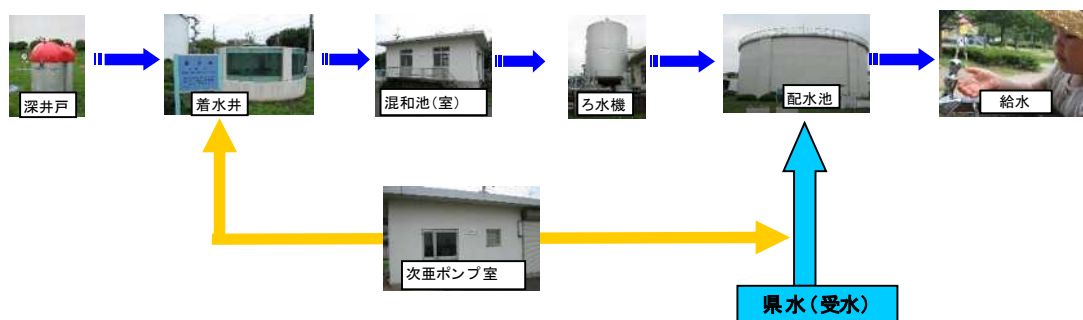 深井戸
着水井
混和池(室)
ろ水機
配水池
給水
次亜ポンプ室
県水(受水)